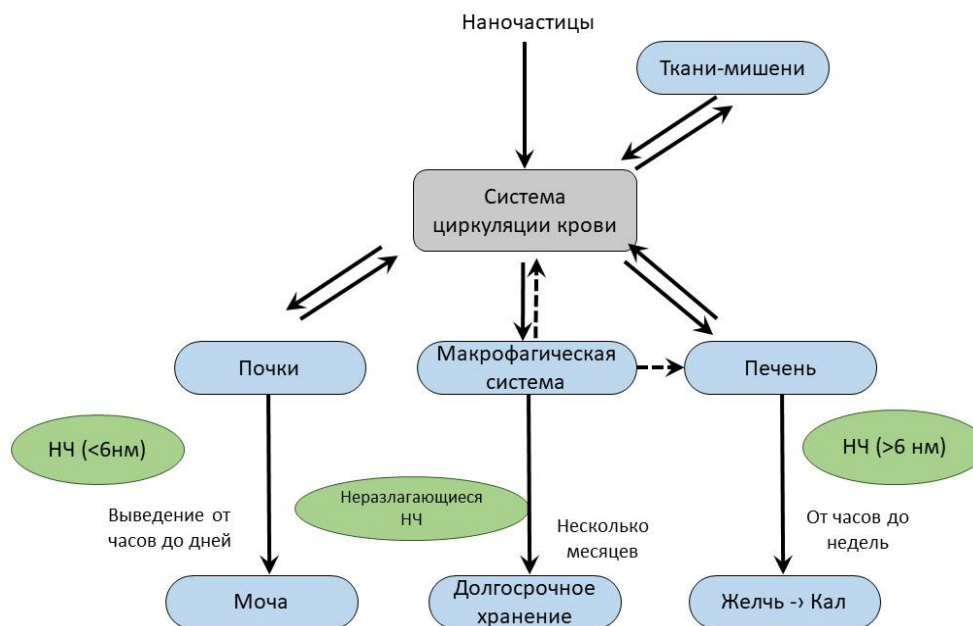 Наночастицы
Ткани-мишени
Система
циркуляции крови
Почки
Макрофагическая
система
Печень
НЧ (<6нм)
НЧ (>6 нм)
Неразлагающиеся
НЧ
Выведение от
часов до дней
Несколько
месяцев
От часов до
недель
Моча
Долгосрочное
хранение
Желчь -› Кал